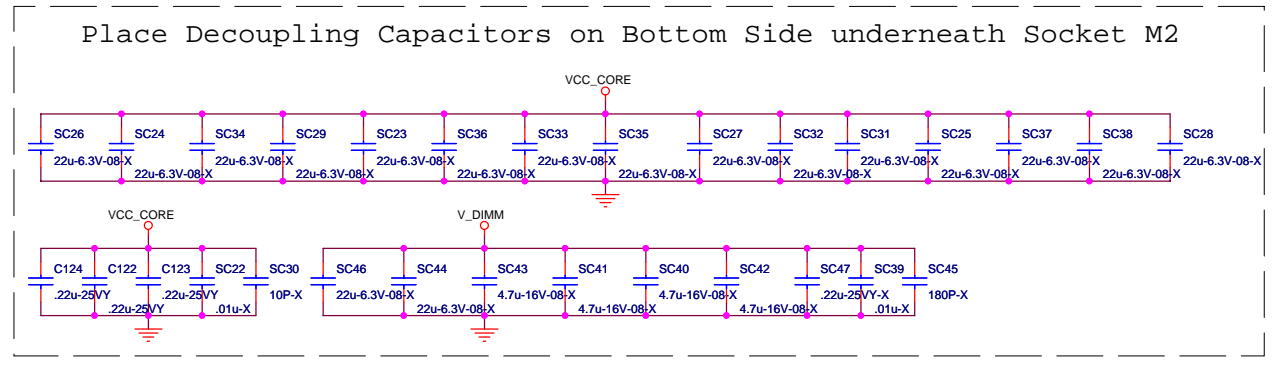 Place Decoupling Capacitors on Bottom Side underneath Socket M2
VCC_CORE
SC26 SC24 SC34 SC29 SC23 SC36 SC33 SC35 SC27 SC32 SC31 SC25 SC37 SC38 SC28
22u-6.3V-08-X 22u-6.3V-08-X 22u-6.3V-08-X 22u-6.3V-08-X 22u-6.3V-08-X 22u-6.3V-08-X 22u-6.3V-08-X 22u-6.3V-08-X
22u-6.3V-08-X 22u-6.3V-08-X 22u-6.3V-08-X 22u-6.3V-08-X 22u-6.3V-08-X 22u-6.3V-08-X 22u-6.3V-08-X
VCC_CORE V_DIMM
C124 C122 C123 SC22 SC30 SC46 SC44 SC43 SC41 SC40 SC42 SC47 SC39 SC45
.22u-25VY .22u-25VY 10P-X 22u-6.3V-08-X 4.7u-16V-08-X 4.7u-16V-08-X .22u-25VY-X 180P-X
.22u-25VY .01u-X 22u-6.3V-08-X 4.7u-16V-08-X 4.7u-16V-08-X .01u-X